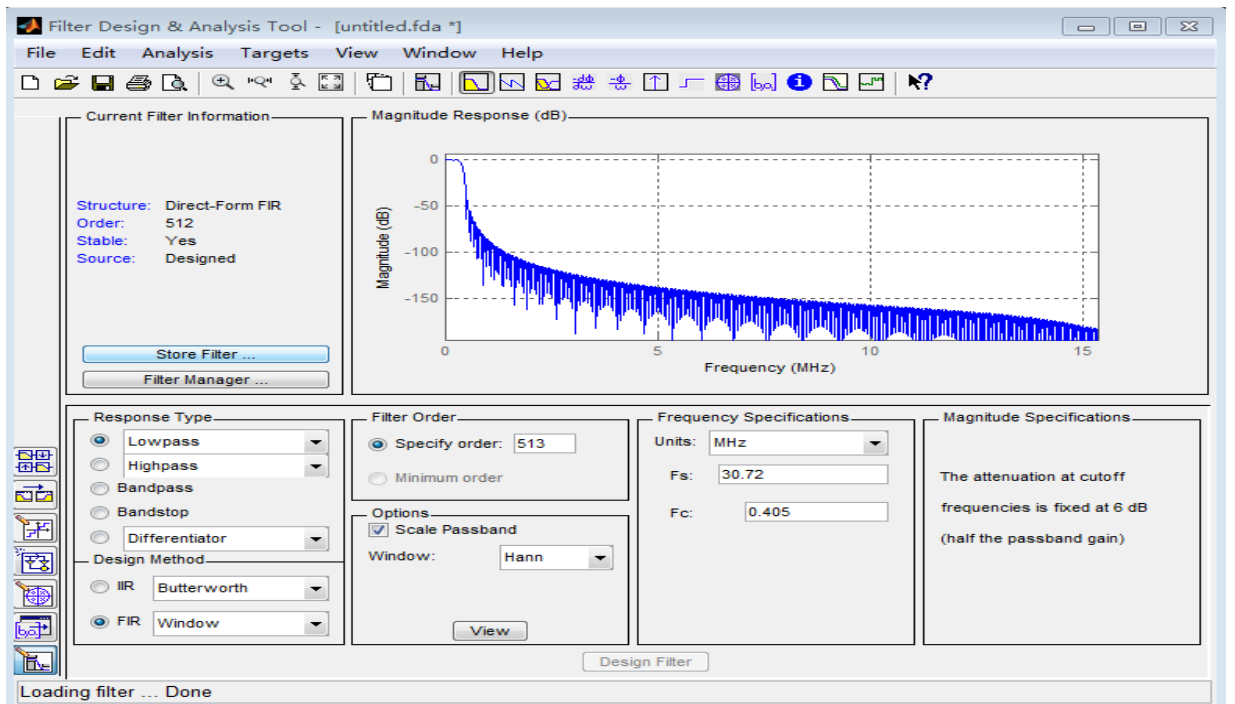 Filter Design & Analysis Tool - [untitled.fda *]
File Edit Analysis Targets View Window Help
Current Filter Information
Structure: Direct-Form FIR
Order: 512
Stable: Yes
Source: Designed
Store Filter ...
Filter Manager ...
Magnitude Response (dB)
Magnitude (dB)
0
-50
-100
-150
0 5 10 15
Frequency (MHz)
Response Type
Lowpass
Highpass
Bandpass
Bandstop
Differentiator
Design Method
IIR Butterworth
FIR Window
Filter Order
Specify order: 513
Minimum order
Options
Scale Passband
Window: Hann
View
Frequency Specifications
Units: MHz
Fs: 30.72
Fc: 0.405
Magnitude Specifications
The attenuation at cutoff
frequencies is fixed at 6 dB
(half the passband gain)
Design Filter
Loading filter ... Done